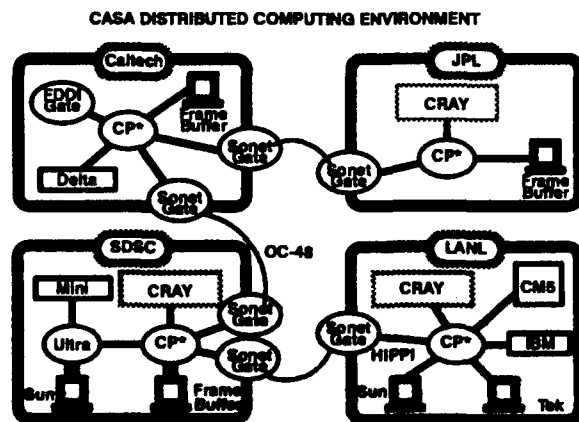 CASA DISTRIBUTED COMPUTING ENVIRONMENT
Caltech
FDDI
Gate
CP*
Frame
Buffer
Sonet
Gate
Delta
Sonet
Gate
JPL
CRAY
CP*
Sonet
Gate
Frame
Buffer
OC-48
SDSC
Mini
CRAY
Sonet
Gate
Ultra
CP*
Sonet
Gate
Sun
Frame
Buffer
LANL
CRAY
CM5
Sonet
Gate
HiPPI
CP*
IBM
Sun
Tek